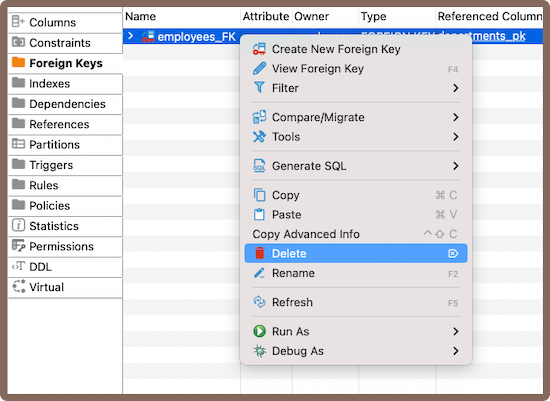 Name Attribute Owner Type Referenced Column
Columns
Constraints
Foreign Keys
Indexes
Dependencies
References
Partitions
Triggers
Rules
Policies
Statistics
Permissions
DDL
Virtual
employees_FK FOREIGN KEY departments_pk
Create New Foreign Key
View Foreign Key F4
Filter
Compare/Migrate
Tools
Generate SQL
Copy ⌘ C
Paste ⌘ V
Copy Advanced Info ^⇧ C
Delete ⌦
Rename F2
Refresh F5
Run As
Debug As